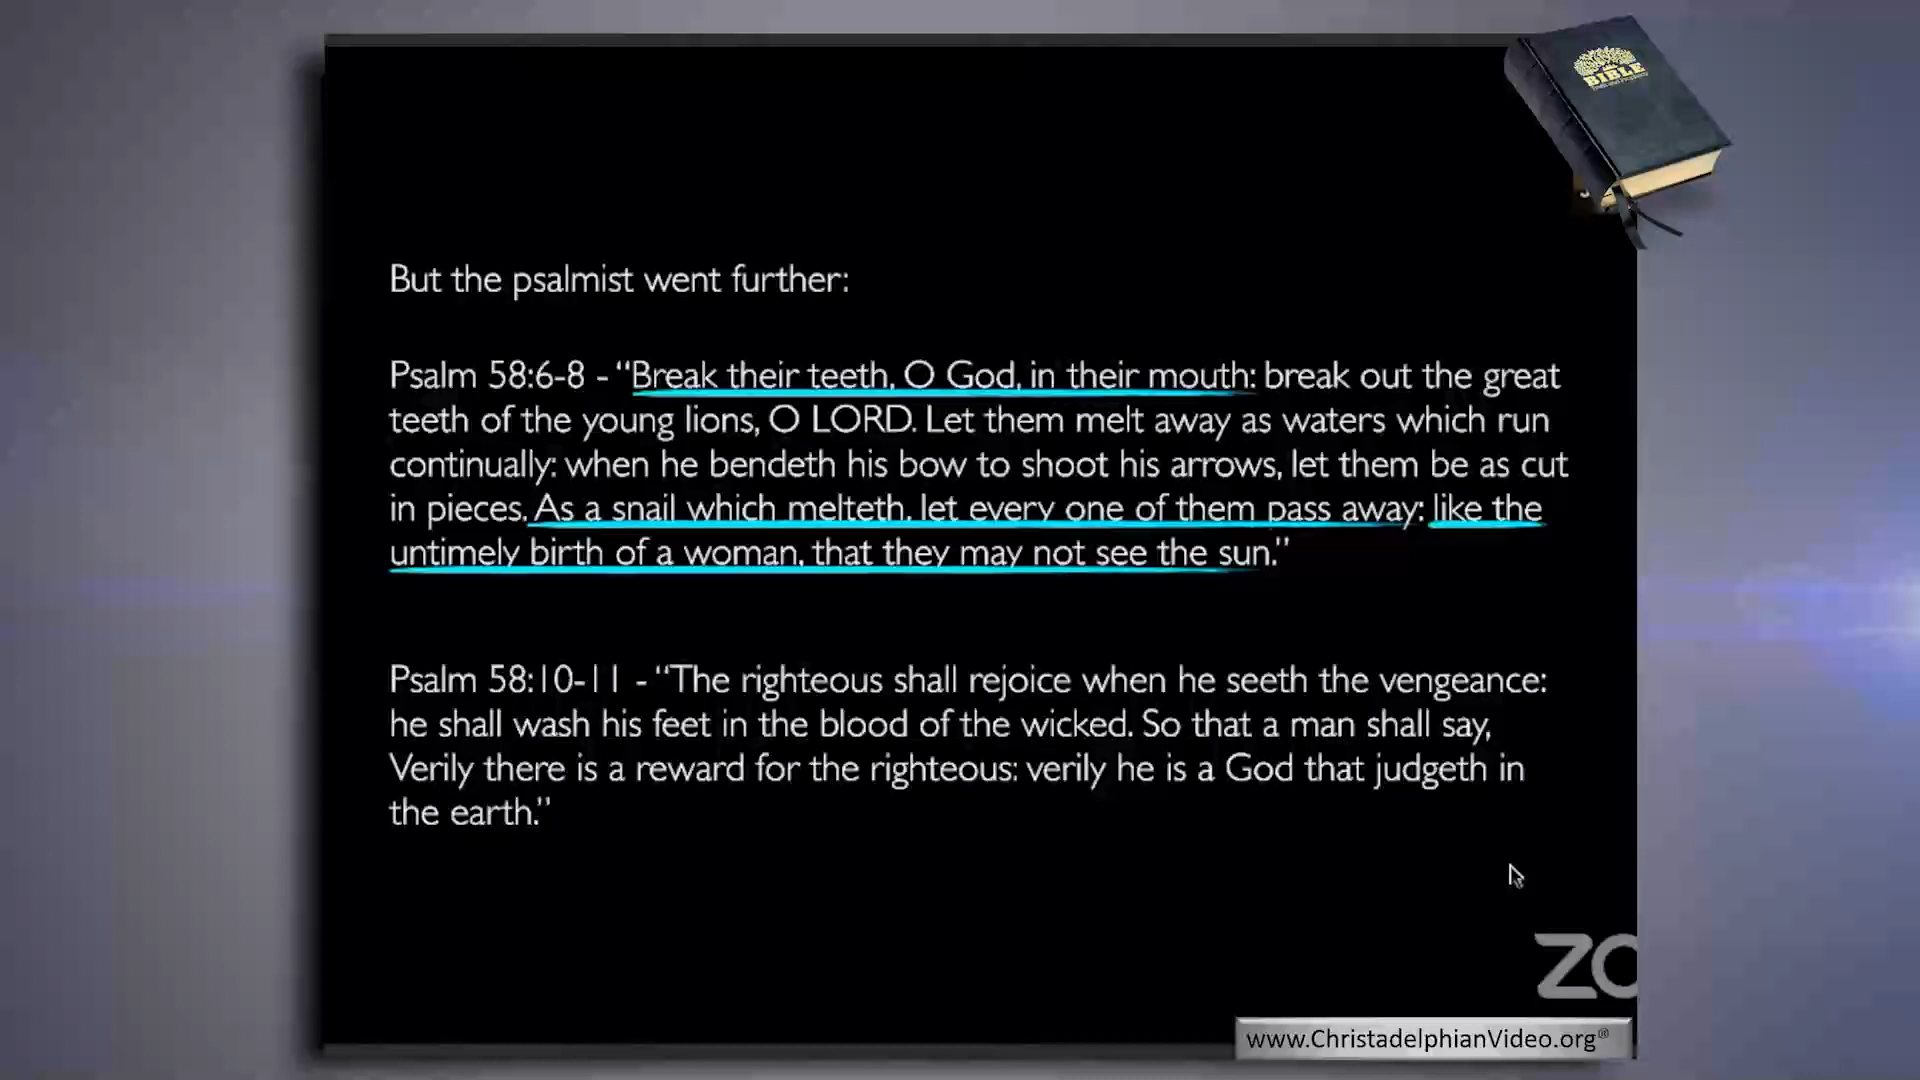 BIBLE
But the psalmist went further:
Psalm 58:6-8 - “Break their teeth, O God, in their mouth: break out the great
teeth of the young lions, O LORD. Let them melt away as waters which run
continually: when he bendeth his bow to shoot his arrows, let them be as cut
in pieces. As a snail which melteth, let every one of them pass away: like the
untimely birth of a woman, that they may not see the sun.”
Psalm 58:10-11 - “The righteous shall rejoice when he seeth the vengeance:
he shall wash his feet in the blood of the wicked. So that a man shall say,
Verily there is a reward for the righteous: verily he is a God that judgeth in
the earth.”
ZO
www.ChristadelphianVideo.org®